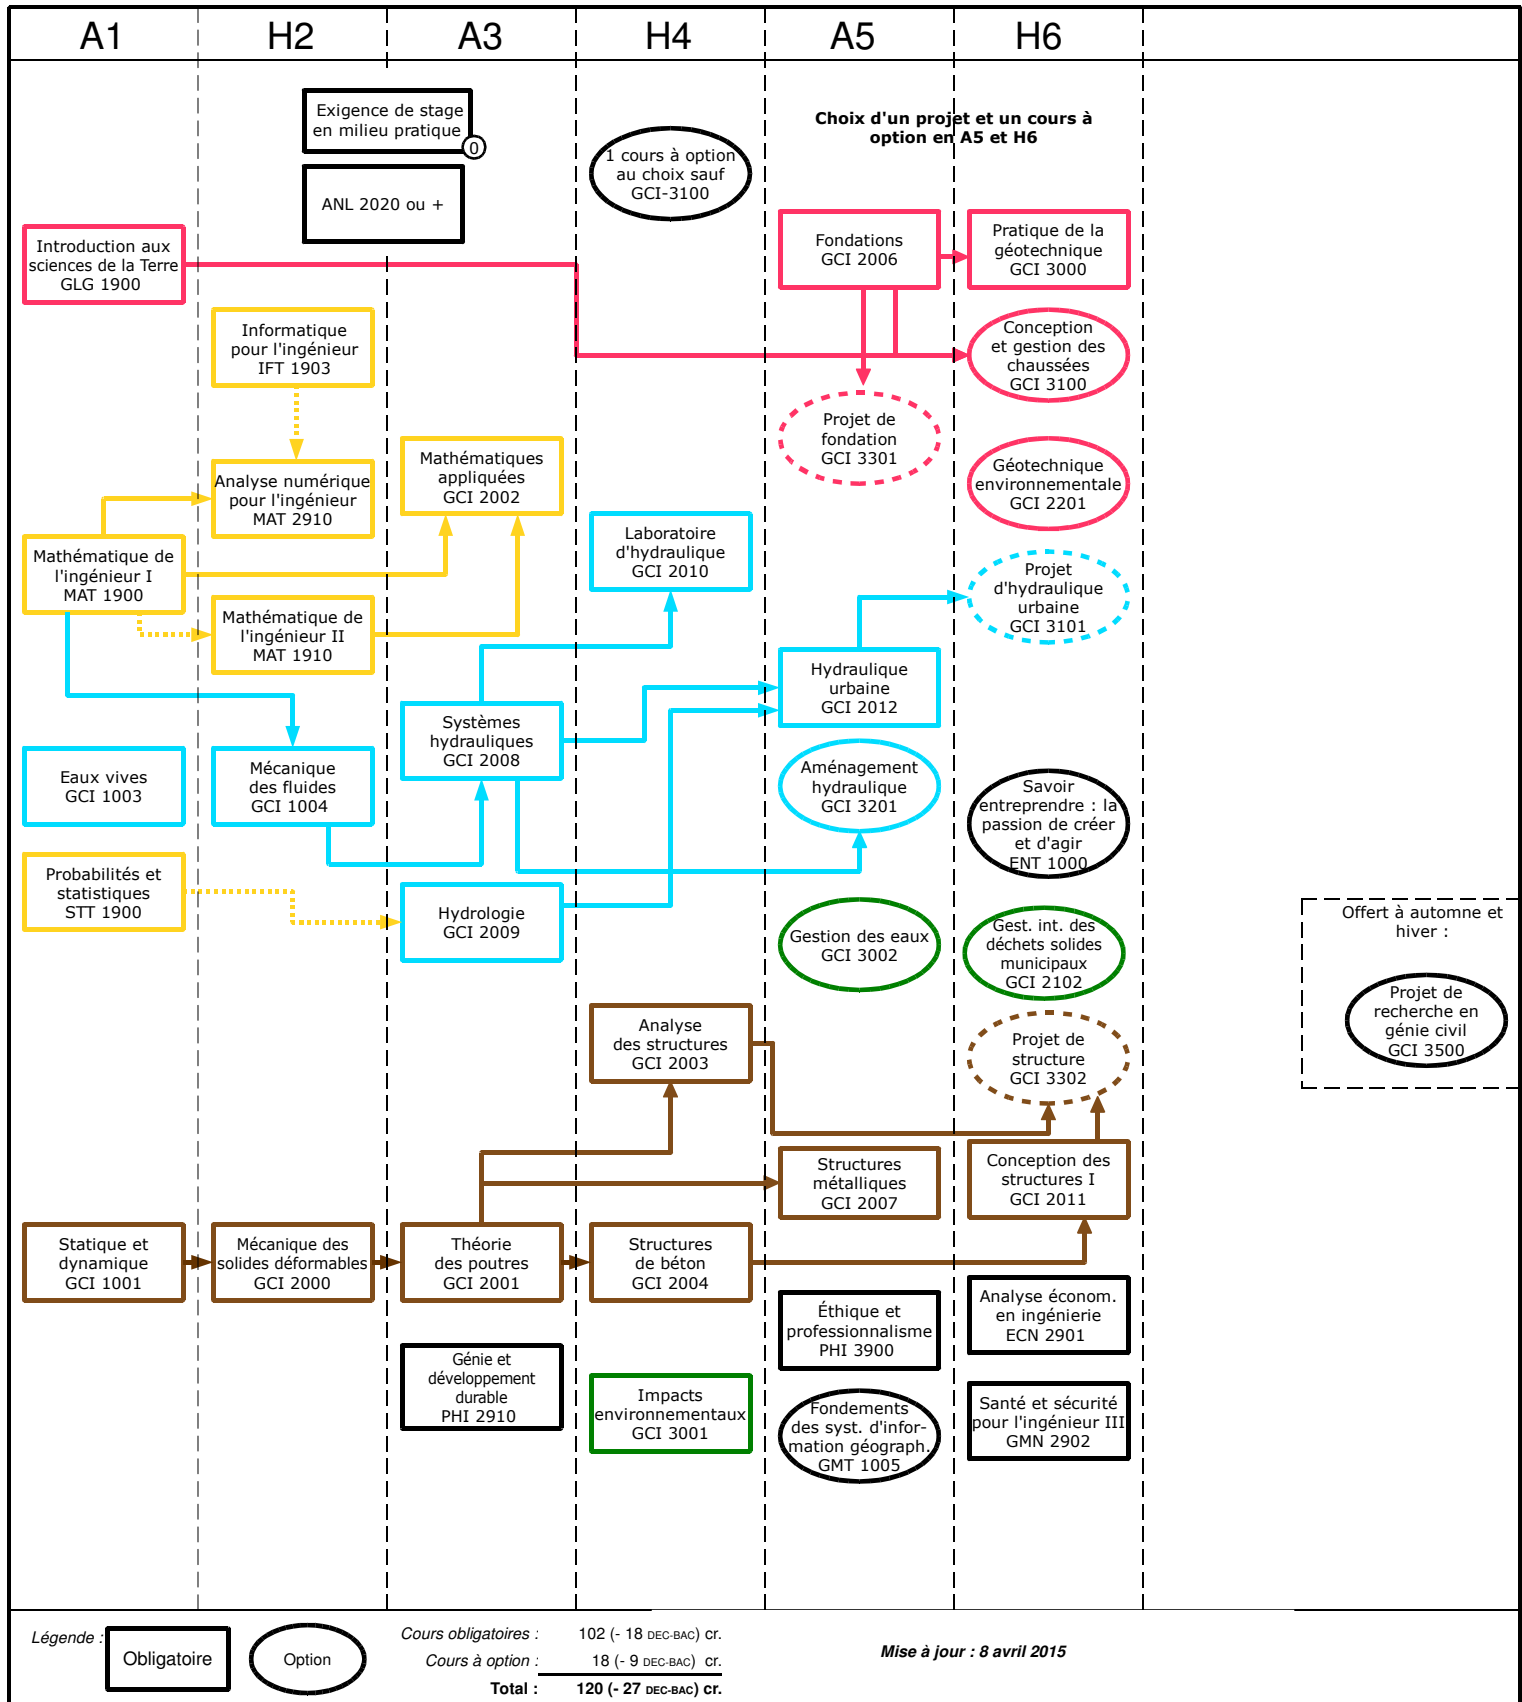 A1
H2
A3
H4
A5
H6
Exigence de stage
en milieu pratique
0
ANL 2020 ou +
1 cours à option
au choix sauf
GCI-3100
Choix d'un projet et un cours à
option en A5 et H6
Introduction aux
sciences de la Terre
GLG 1900
Fondations
GCI 2006
Pratique de la
géotechnique
GCI 3000
Informatique
pour l'ingénieur
IFT 1903
Conception
et gestion des
chaussées
GCI 3100
Projet de
fondation
GCI 3301
Analyse numérique
pour l'ingénieur
MAT 2910
Mathématiques
appliquées
GCI 2002
Géotechnique
environnementale
GCI 2201
Mathématique de
l'ingénieur I
MAT 1900
Laboratoire
d'hydraulique
GCI 2010
Projet
d'hydraulique
urbaine
GCI 3101
Mathématique de
l'ingénieur II
MAT 1910
Hydraulique
urbaine
GCI 2012
Systèmes
hydrauliques
GCI 2008
Eaux vives
GCI 1003
Mécanique
des fluides
GCI 1004
Aménagement
hydraulique
GCI 3201
Savoir
entreprendre : la
passion de créer
et d'agir
ENT 1000
Probabilités et
statistiques
STT 1900
Hydrologie
GCI 2009
Gestion des eaux
GCI 3002
Gest. int. des
déchets solides
municipaux
GCI 2102
Offert à automne et
hiver :
Projet de
recherche en
génie civil
GCI 3500
Analyse
des structures
GCI 2003
Projet de
structure
GCI 3302
Structures
métalliques
GCI 2007
Conception des
structures I
GCI 2011
Statique et
dynamique
GCI 1001
Mécanique des
solides déformables
GCI 2000
Théorie
des poutres
GCI 2001
Structures
de béton
GCI 2004
Éthique et
professionnalisme
PHI 3900
Analyse économ.
en ingénierie
ECN 2901
Génie et
développement
durable
PHI 2910
Impacts
environnementaux
GCI 3001
Fondements
des syst. d'infor-
mation géograph.
GMT 1005
Santé et sécurité
pour l'ingénieur III
GMN 2902
Légende :
Obligatoire
Option
Cours obligatoires : 102 (- 18 DEC-BAC) cr.
Cours à option : 18 (- 9 DEC-BAC) cr.
Total : 120 (- 27 DEC-BAC) cr.
Mise à jour : 8 avril 2015